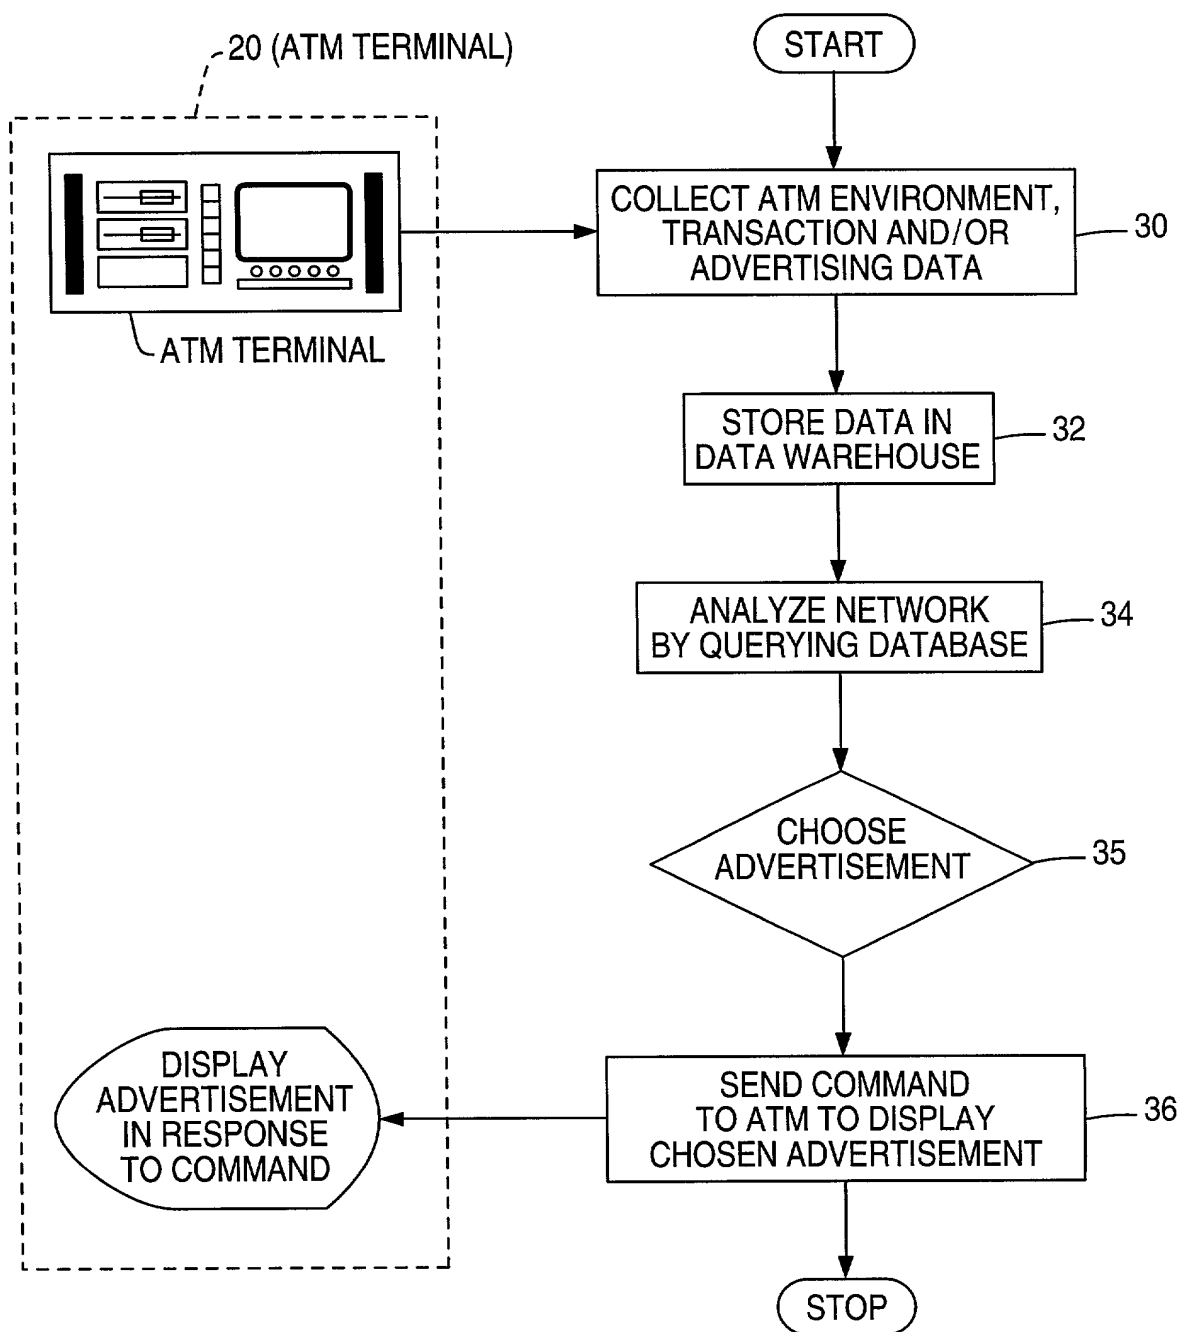 20 (ATM TERMINAL)
START
COLLECT ATM ENVIRONMENT,
TRANSACTION AND/OR
ADVERTISING DATA
30
ATM TERMINAL
STORE DATA IN
DATA WAREHOUSE
32
ANALYZE NETWORK
BY QUERYING DATABASE
34
CHOOSE
ADVERTISEMENT
35
DISPLAY
ADVERTISEMENT
IN RESPONSE
TO COMMAND
SEND COMMAND
TO ATM TO DISPLAY
CHOSEN ADVERTISEMENT
36
STOP